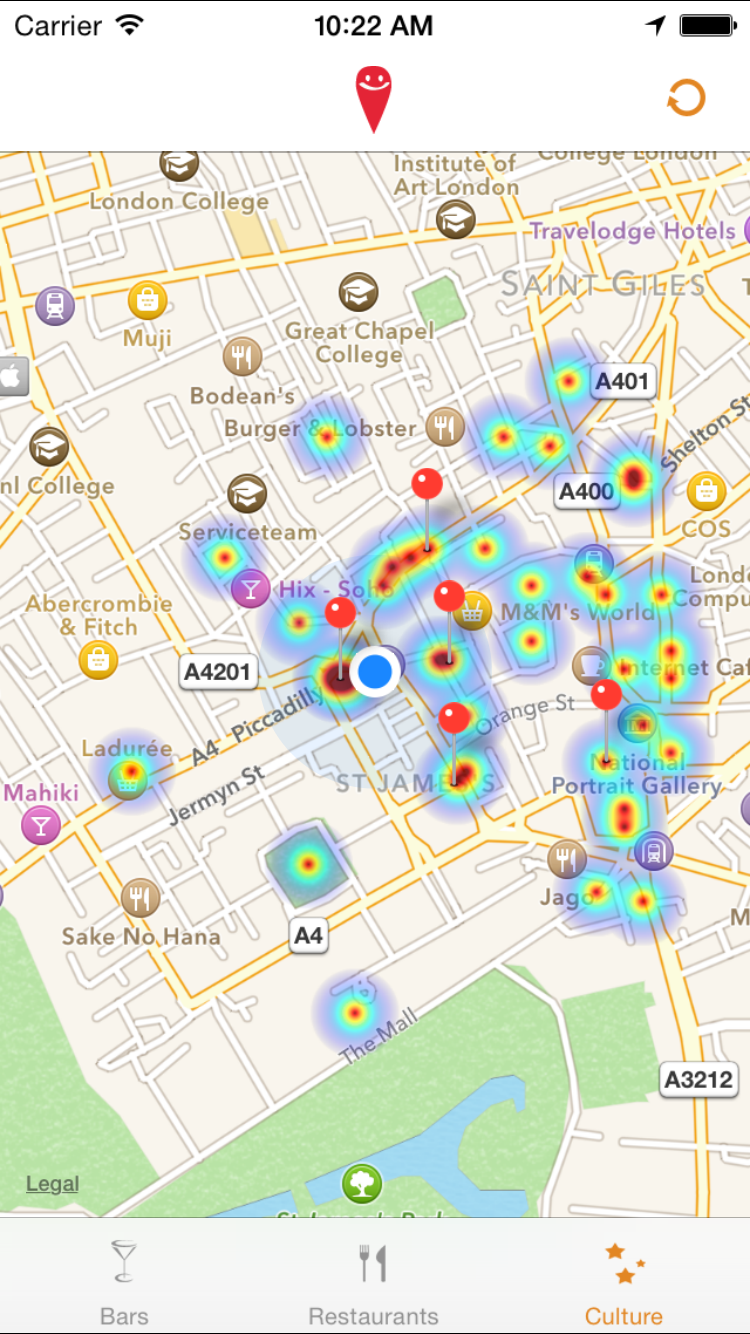 Carrier
10:22 AM
College London
Institute of
Art London
London College
Travelodge Hotels
SAINT GILES
Muji
Great Chapel
College
A401
Bodean's
Burger & Lobster
Shelton St
nl College
A400
COS
Serviceteam
Hix - Soho
M&M's World
Abercrombie
& Fitch
A4201
Internet Caf
A4
Piccadilly
Orange St
Ladurée
National
Portrait Gallery
ST JAMES'S
Mahiki
Jermyn St
Jago
Sake No Hana
A4
The Mall
A3212
Legal
Bars
Restaurants
Culture